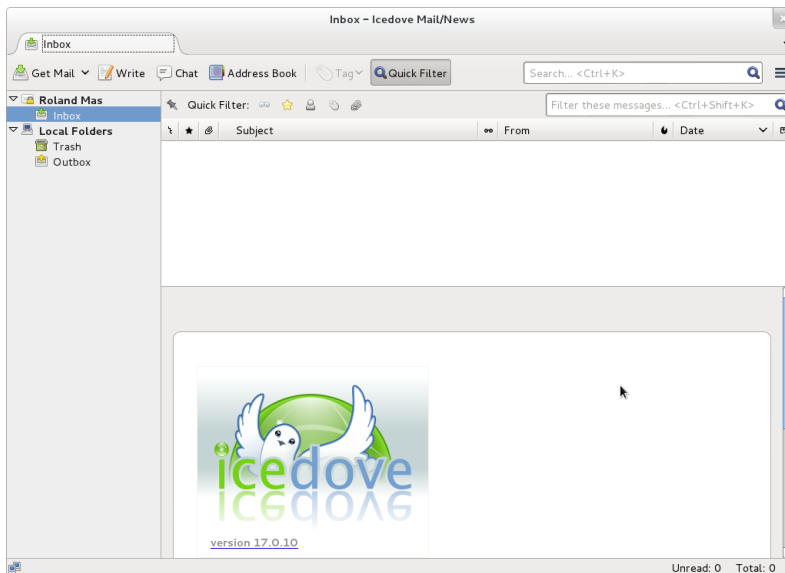 Inbox – Icedove Mail/News
Inbox
Get Mail Write Chat Address Book Tag Quick Filter Search... <Ctrl+K>
Roland Mas
Inbox
Local Folders
Trash
Outbox
Quick Filter: Filter these messages... <Ctrl+Shift+K>
Subject From Date
icedove
version 17.0.10
Unread: 0 Total: 0